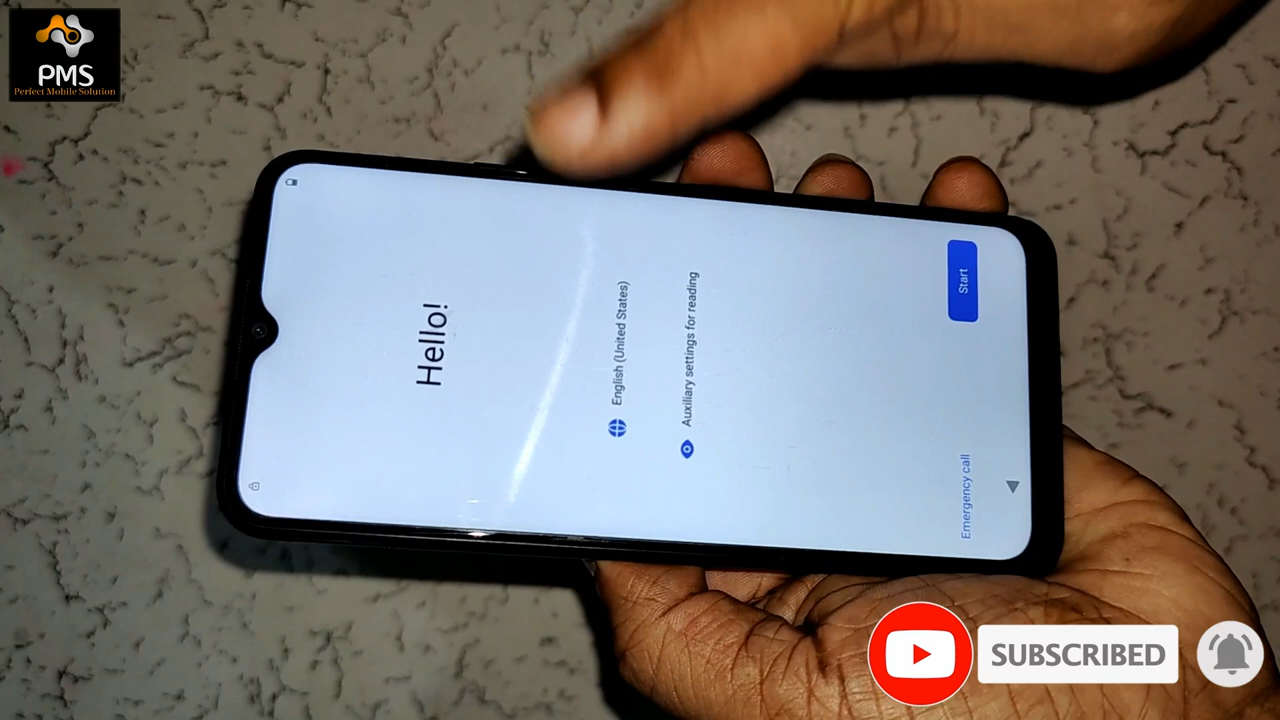 PMS
Perfect Mobile Solution
Hello!
English (United States)
Auxiliary settings for reading
Emergency call
Start
SUBSCRIBED